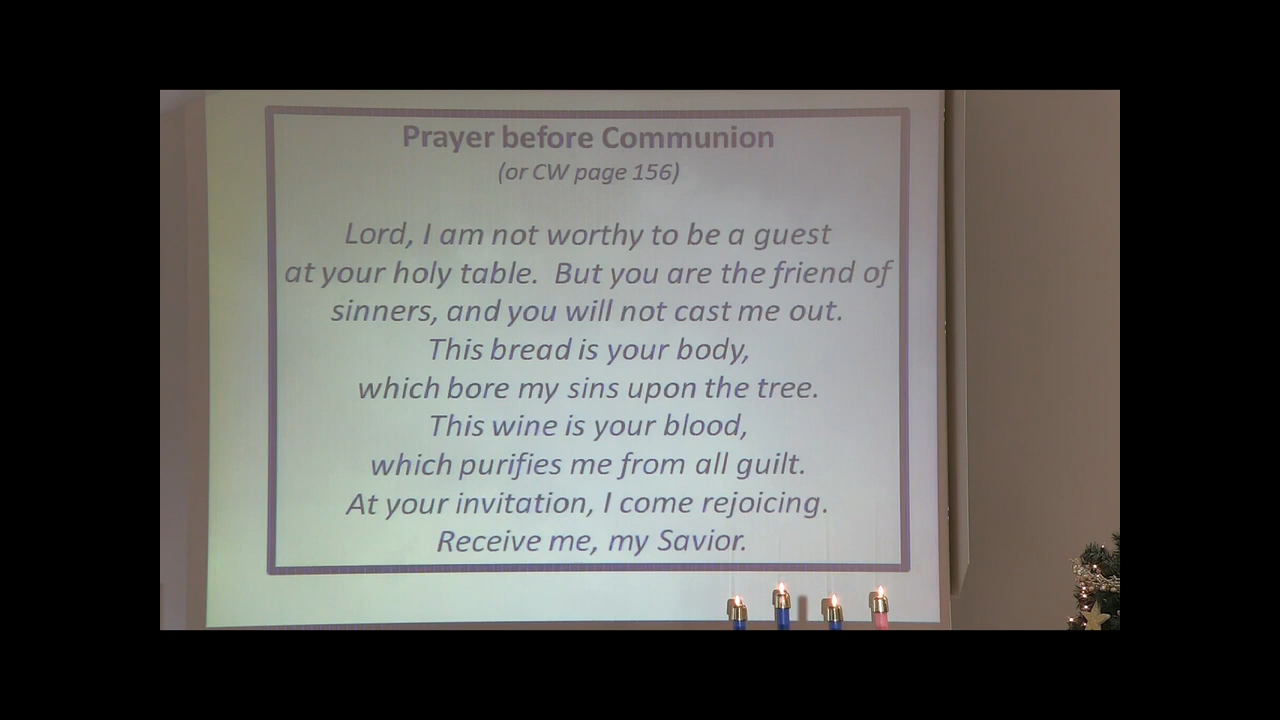 Prayer before Communion
(or CW page 156)
Lord, I am not worthy to be a guest
at your holy table.  But you are the friend of
sinners, and you will not cast me out.
This bread is your body,
which bore my sins upon the tree.
This wine is your blood,
which purifies me from all guilt.
At your invitation, I come rejoicing.
Receive me, my Savior.